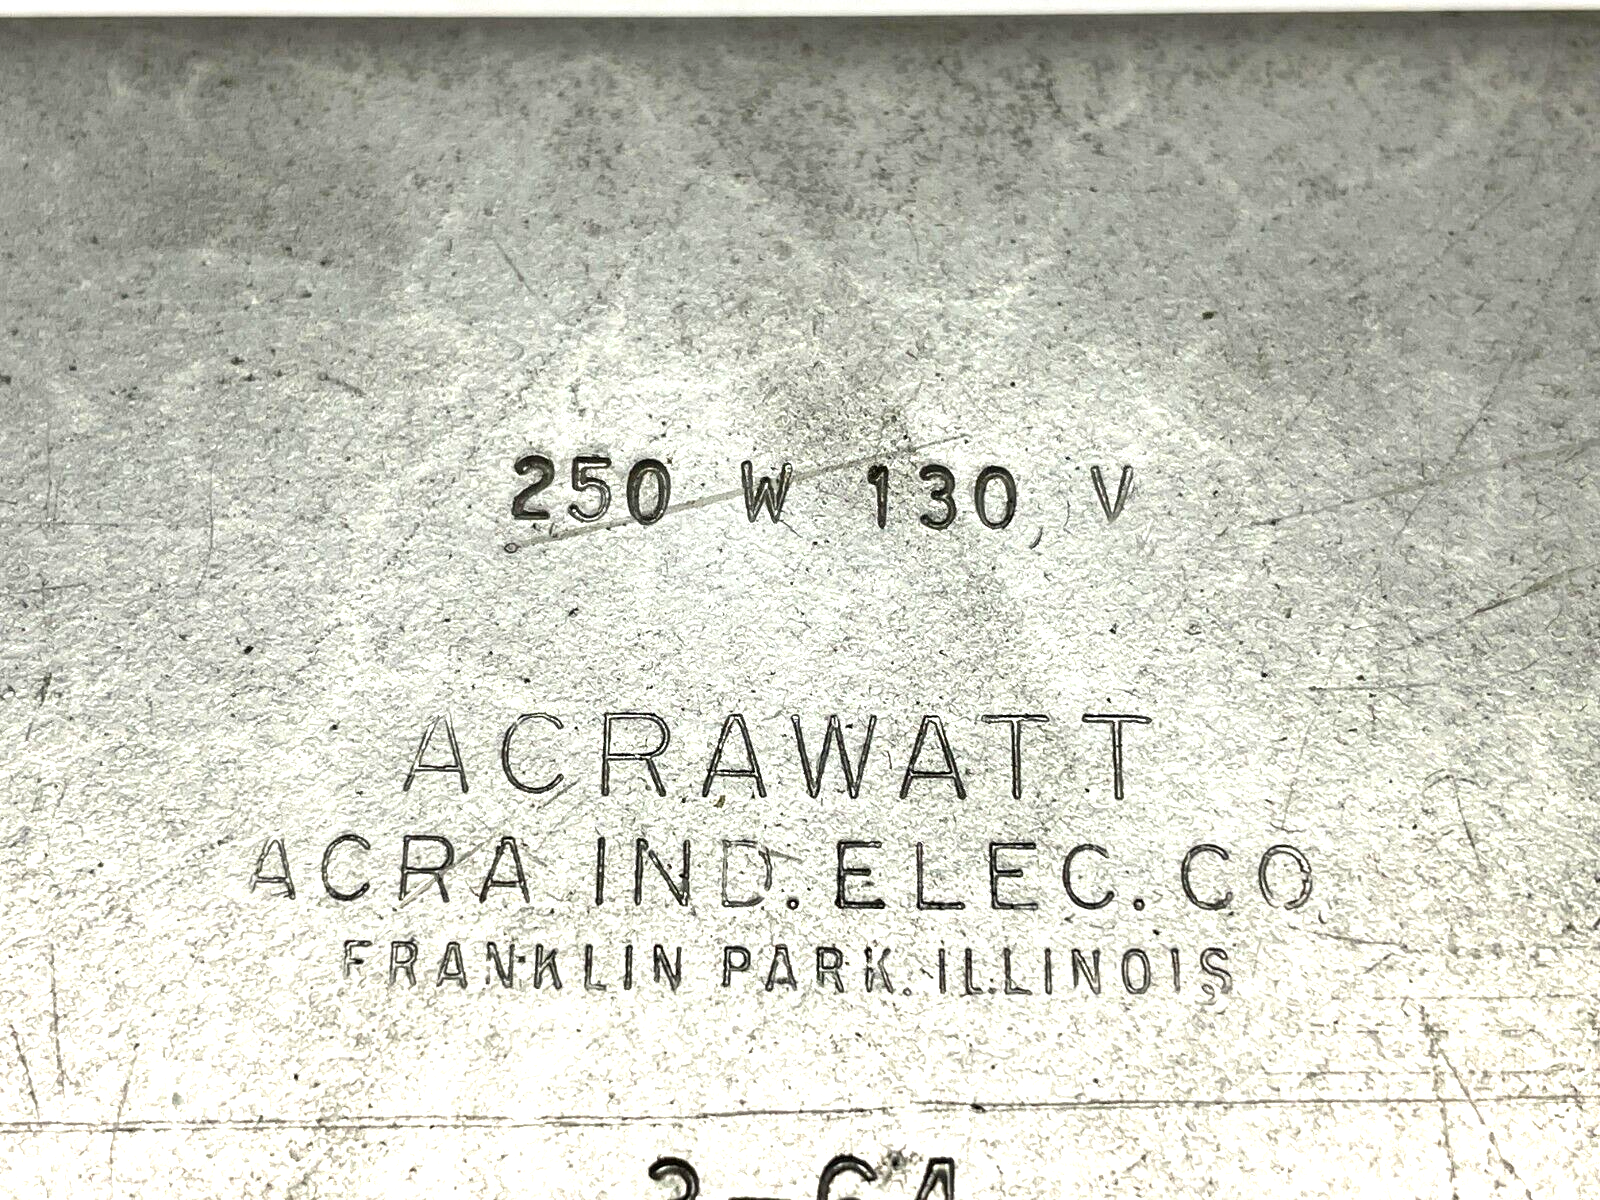 250 W 130 V
ACRAWATT
ACRA IND. ELEC. CO
FRANKLIN PARK, ILLINOIS